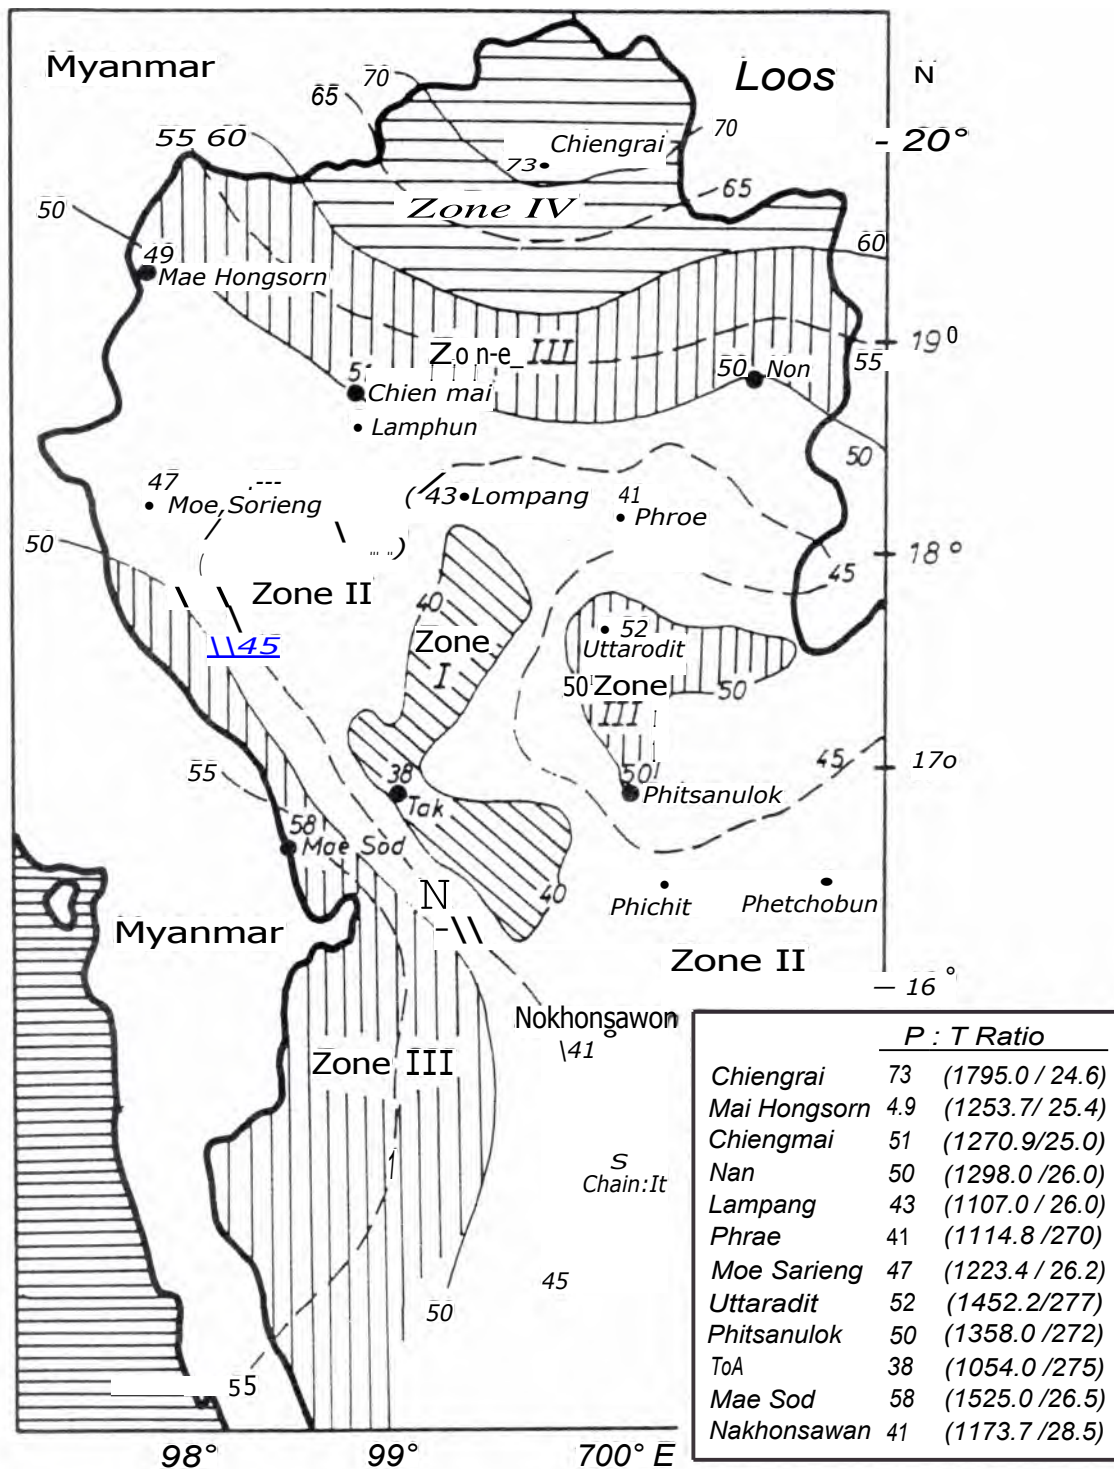 Myanmar
70
Loos
N
65
70
- 20°
55 60
73
Chiengrai
50
65
Zone IV
49
Mae Hongsorn
60
Zon-e_III
19⁰
55
51
Chien mai
50
Non
Lamphun
50
47
Moe,Sorieng
.---
( 43
Lompang
41
Phroe
50
18°
45
Zone II
40
Zone
I
52
Uttarodit
\\45
50
Zone
III
50
55
38
Tak
50
Phitsanulok
45
17o
58
Mae Sod
N
-\\
40
Phichit
Phetchobun
Myanmar
Zone II
— 16°
Nokhonsawon
\41
Zone III
S
Chain:It
45
50
55
98°
99°
700° E
P : T Ratio
Chiengrai 73 (1795.0 / 24.6)
Mai Hongsorn 4.9 (1253.7/ 25.4)
Chiengmai 51 (1270.9/25.0)
Nan 50 (1298.0 /26.0)
Lampang 43 (1107.0 / 26.0)
Phrae 41 (1114.8 /270)
Moe Sarieng 47 (1223.4 / 26.2)
Uttaradit 52 (1452.2/277)
Phitsanulok 50 (1358.0 /272)
ToA 38 (1054.0 /275)
Mae Sod 58 (1525.0 /26.5)
Nakhonsawan 41 (1173.7 /28.5)